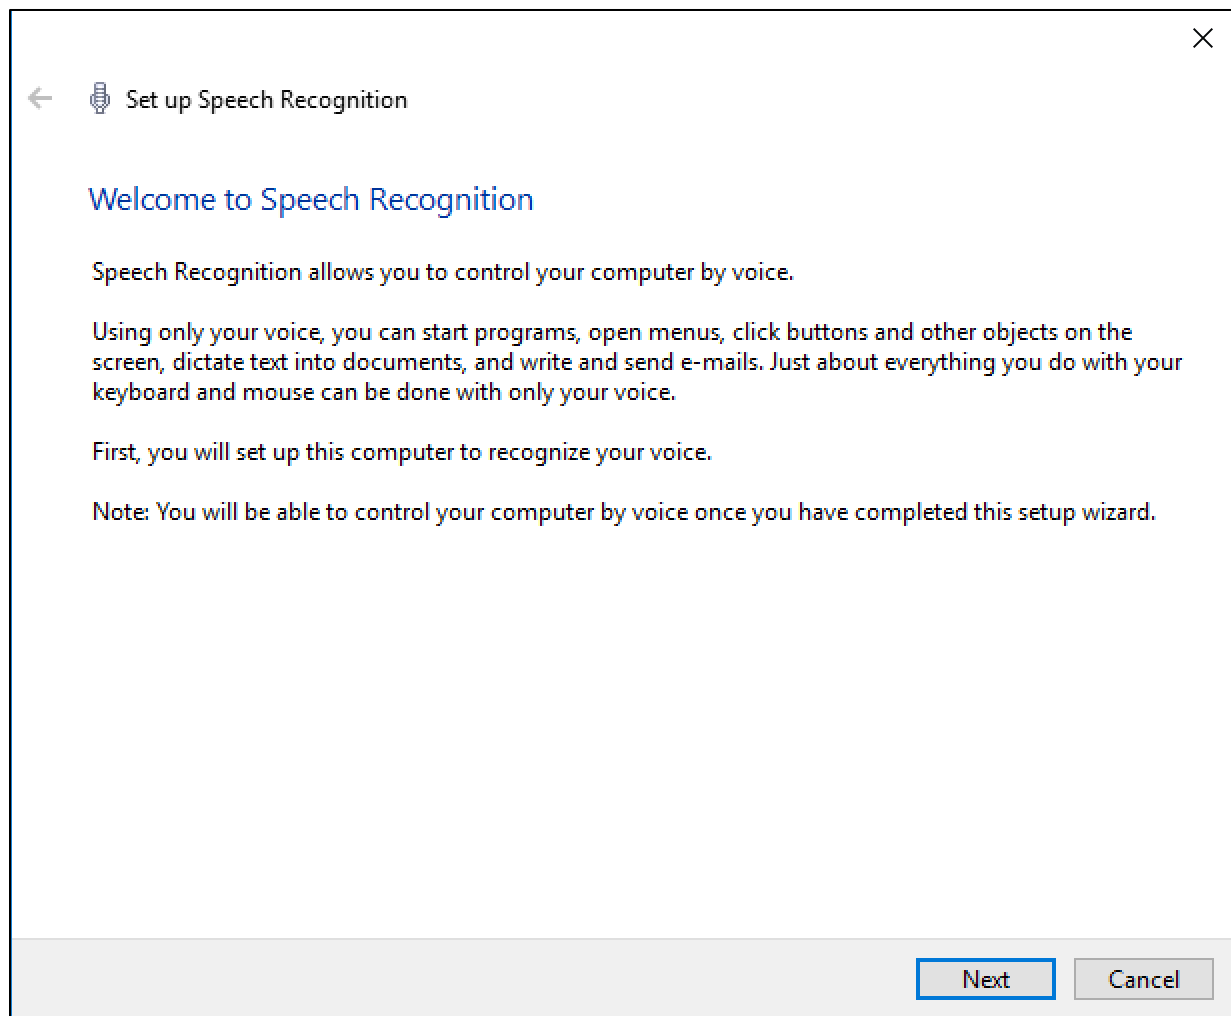 Set up Speech Recognition
Welcome to Speech Recognition
Speech Recognition allows you to control your computer by voice.
Using only your voice, you can start programs, open menus, click buttons and other objects on the
screen, dictate text into documents, and write and send e-mails. Just about everything you do with your
keyboard and mouse can be done with only your voice.
First, you will set up this computer to recognize your voice.
Note: You will be able to control your computer by voice once you have completed this setup wizard.
Next
Cancel